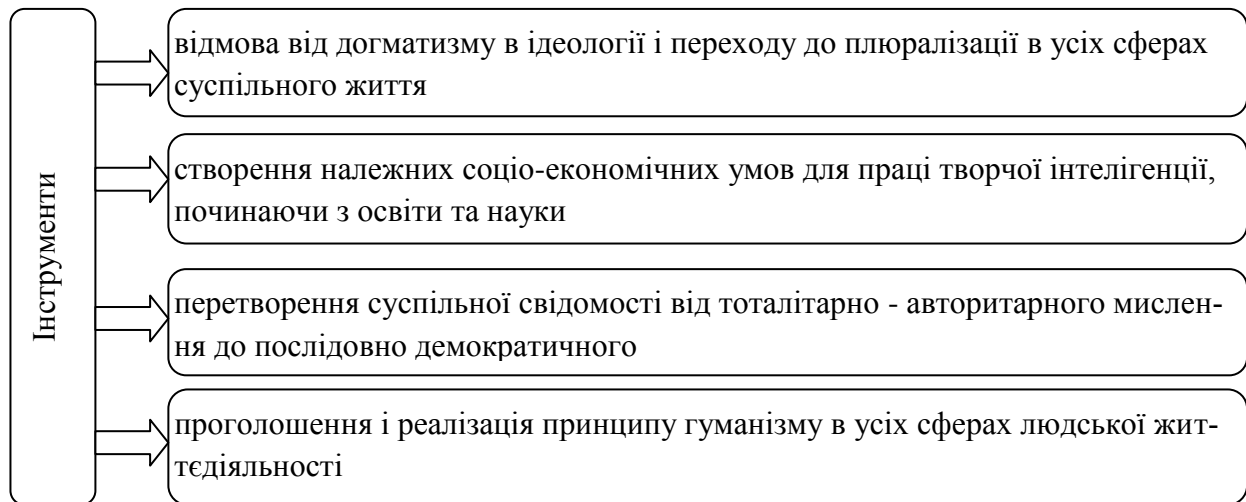 Інструменти
відмова від догматизму в ідеології і переходу до плюралізації в усіх сферах
суспільного життя
створення належних соціо-економічних умов для праці творчої інтелігенції,
починаючи з освіти та науки
перетворення суспільної свідомості від тоталітарно - авторитарного мислен-
ня до послідовно демократичного
проголошення і реалізація принципу гуманізму в усіх сферах людської жит-
тєдіяльності